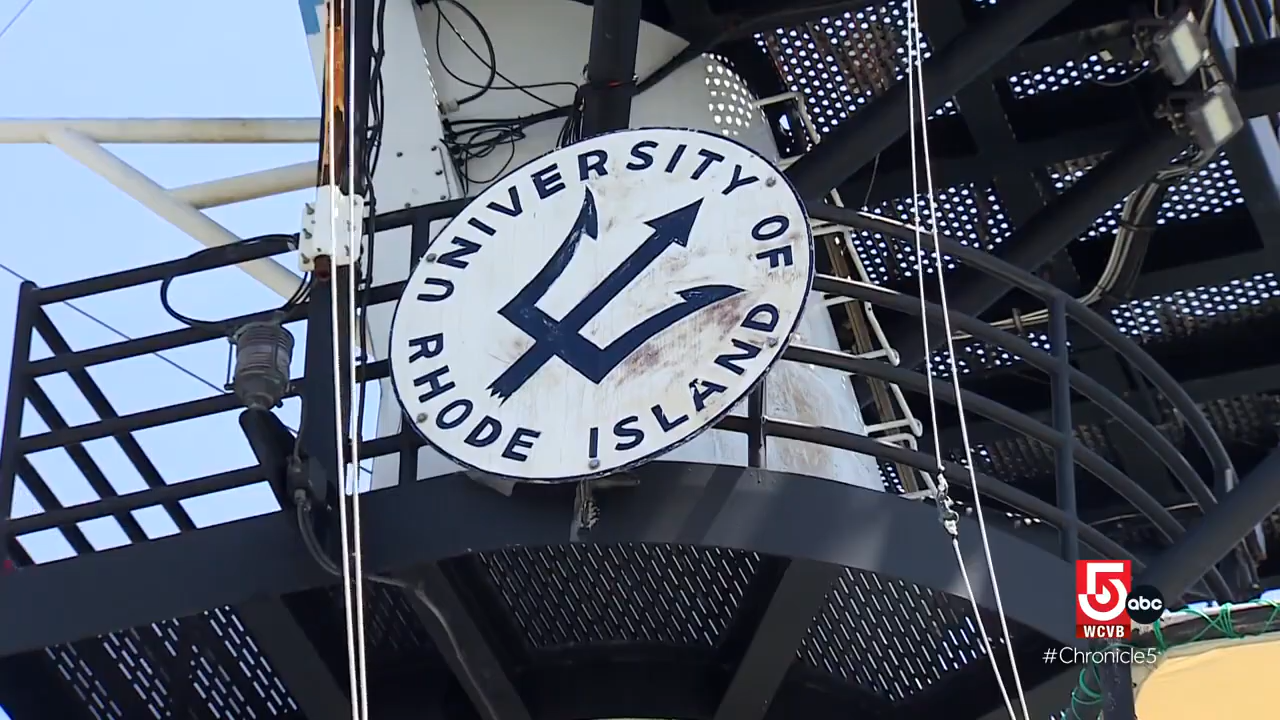 UNIVERSITY OF
RHODE ISLAND
5
abc
WCVB
#Chronicle5